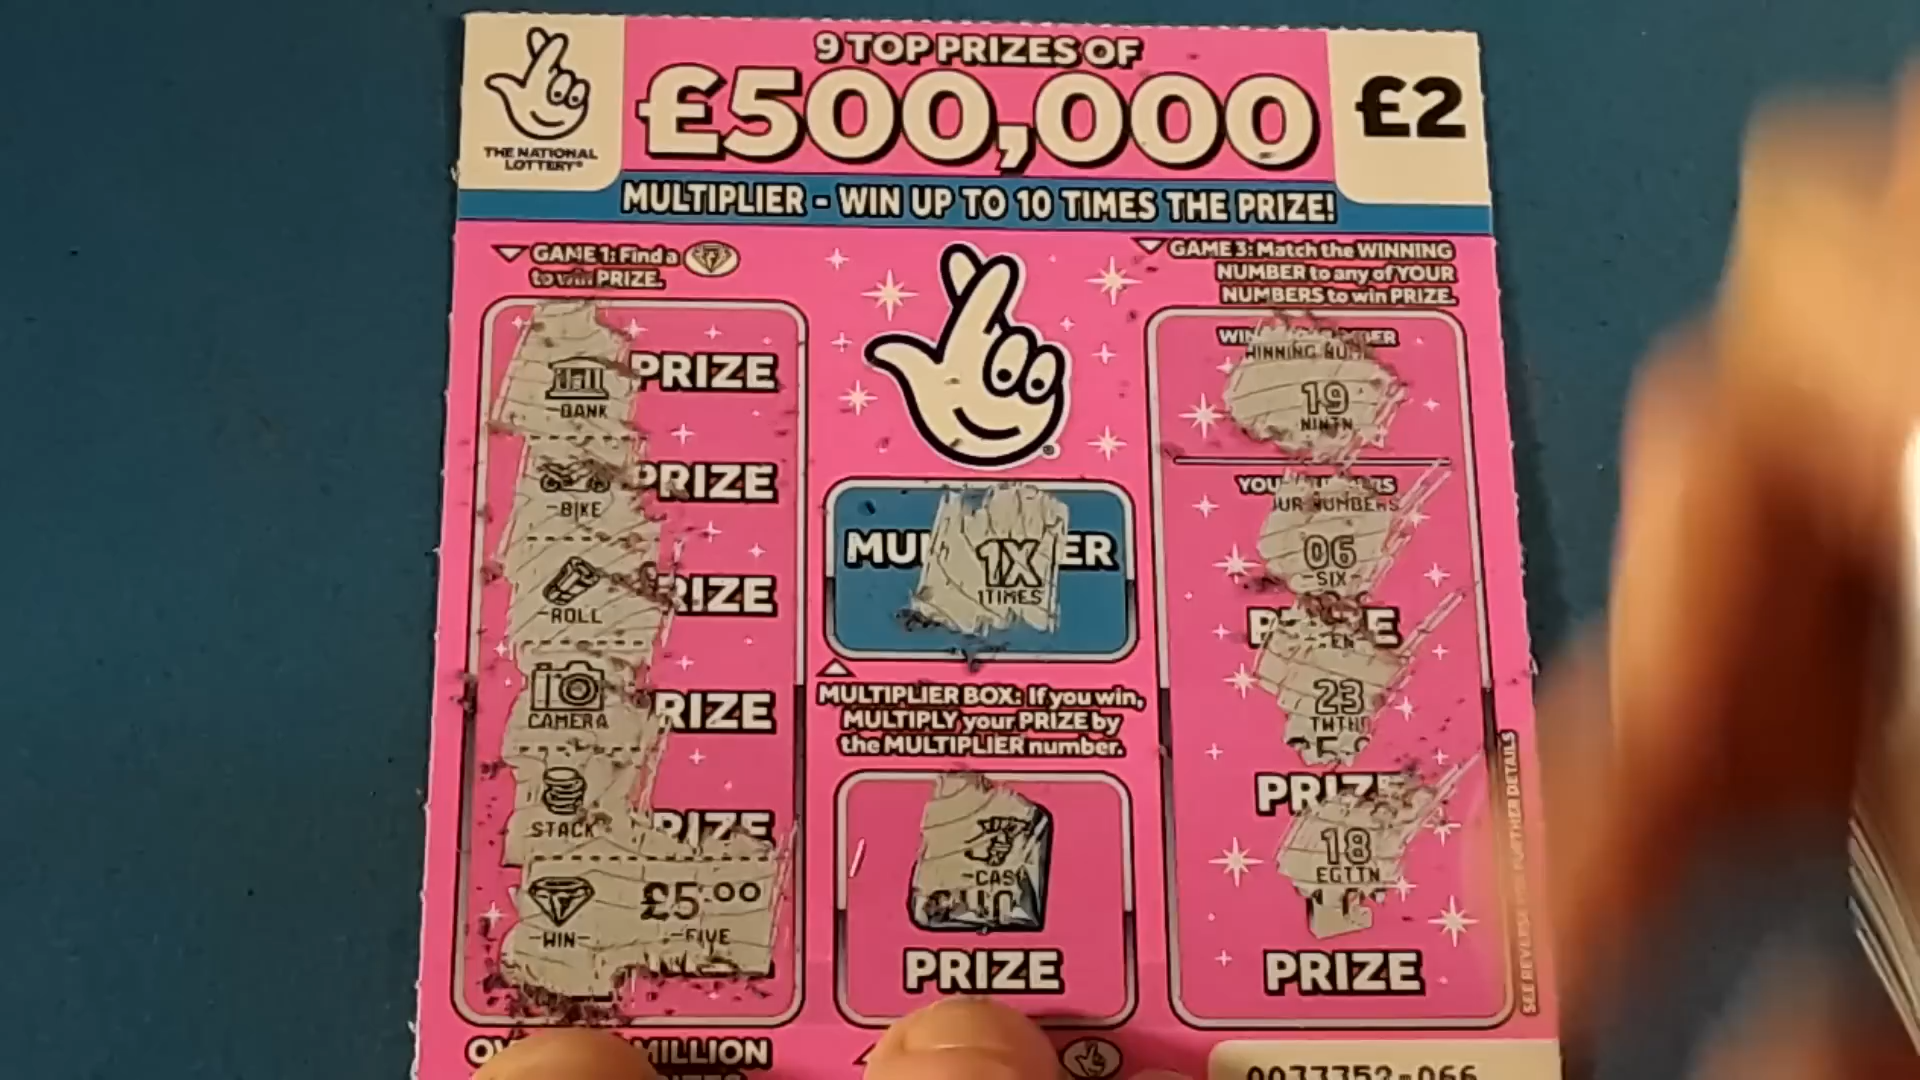 THE NATIONAL
LOTTERY®
9 TOP PRIZES OF
£500,000
£2
MULTIPLIER - WIN UP TO 10 TIMES THE PRIZE!
GAME 1: Find a
to win PRIZE.
BANK
PRIZE
BIKE
PRIZE
ROLL
CAMERA
STACK
WIN
£5.00
FIVE
1X
1TIMES
MULTIPLIER BOX: If you win,
MULTIPLY your PRIZE by
the MULTIPLIER number.
PRIZE
GAME 3: Match the WINNING
NUMBER to any of YOUR
NUMBERS to win PRIZE.
19
NINTN
06
SIX
23
18
EGTTN
PRIZE
MILLION